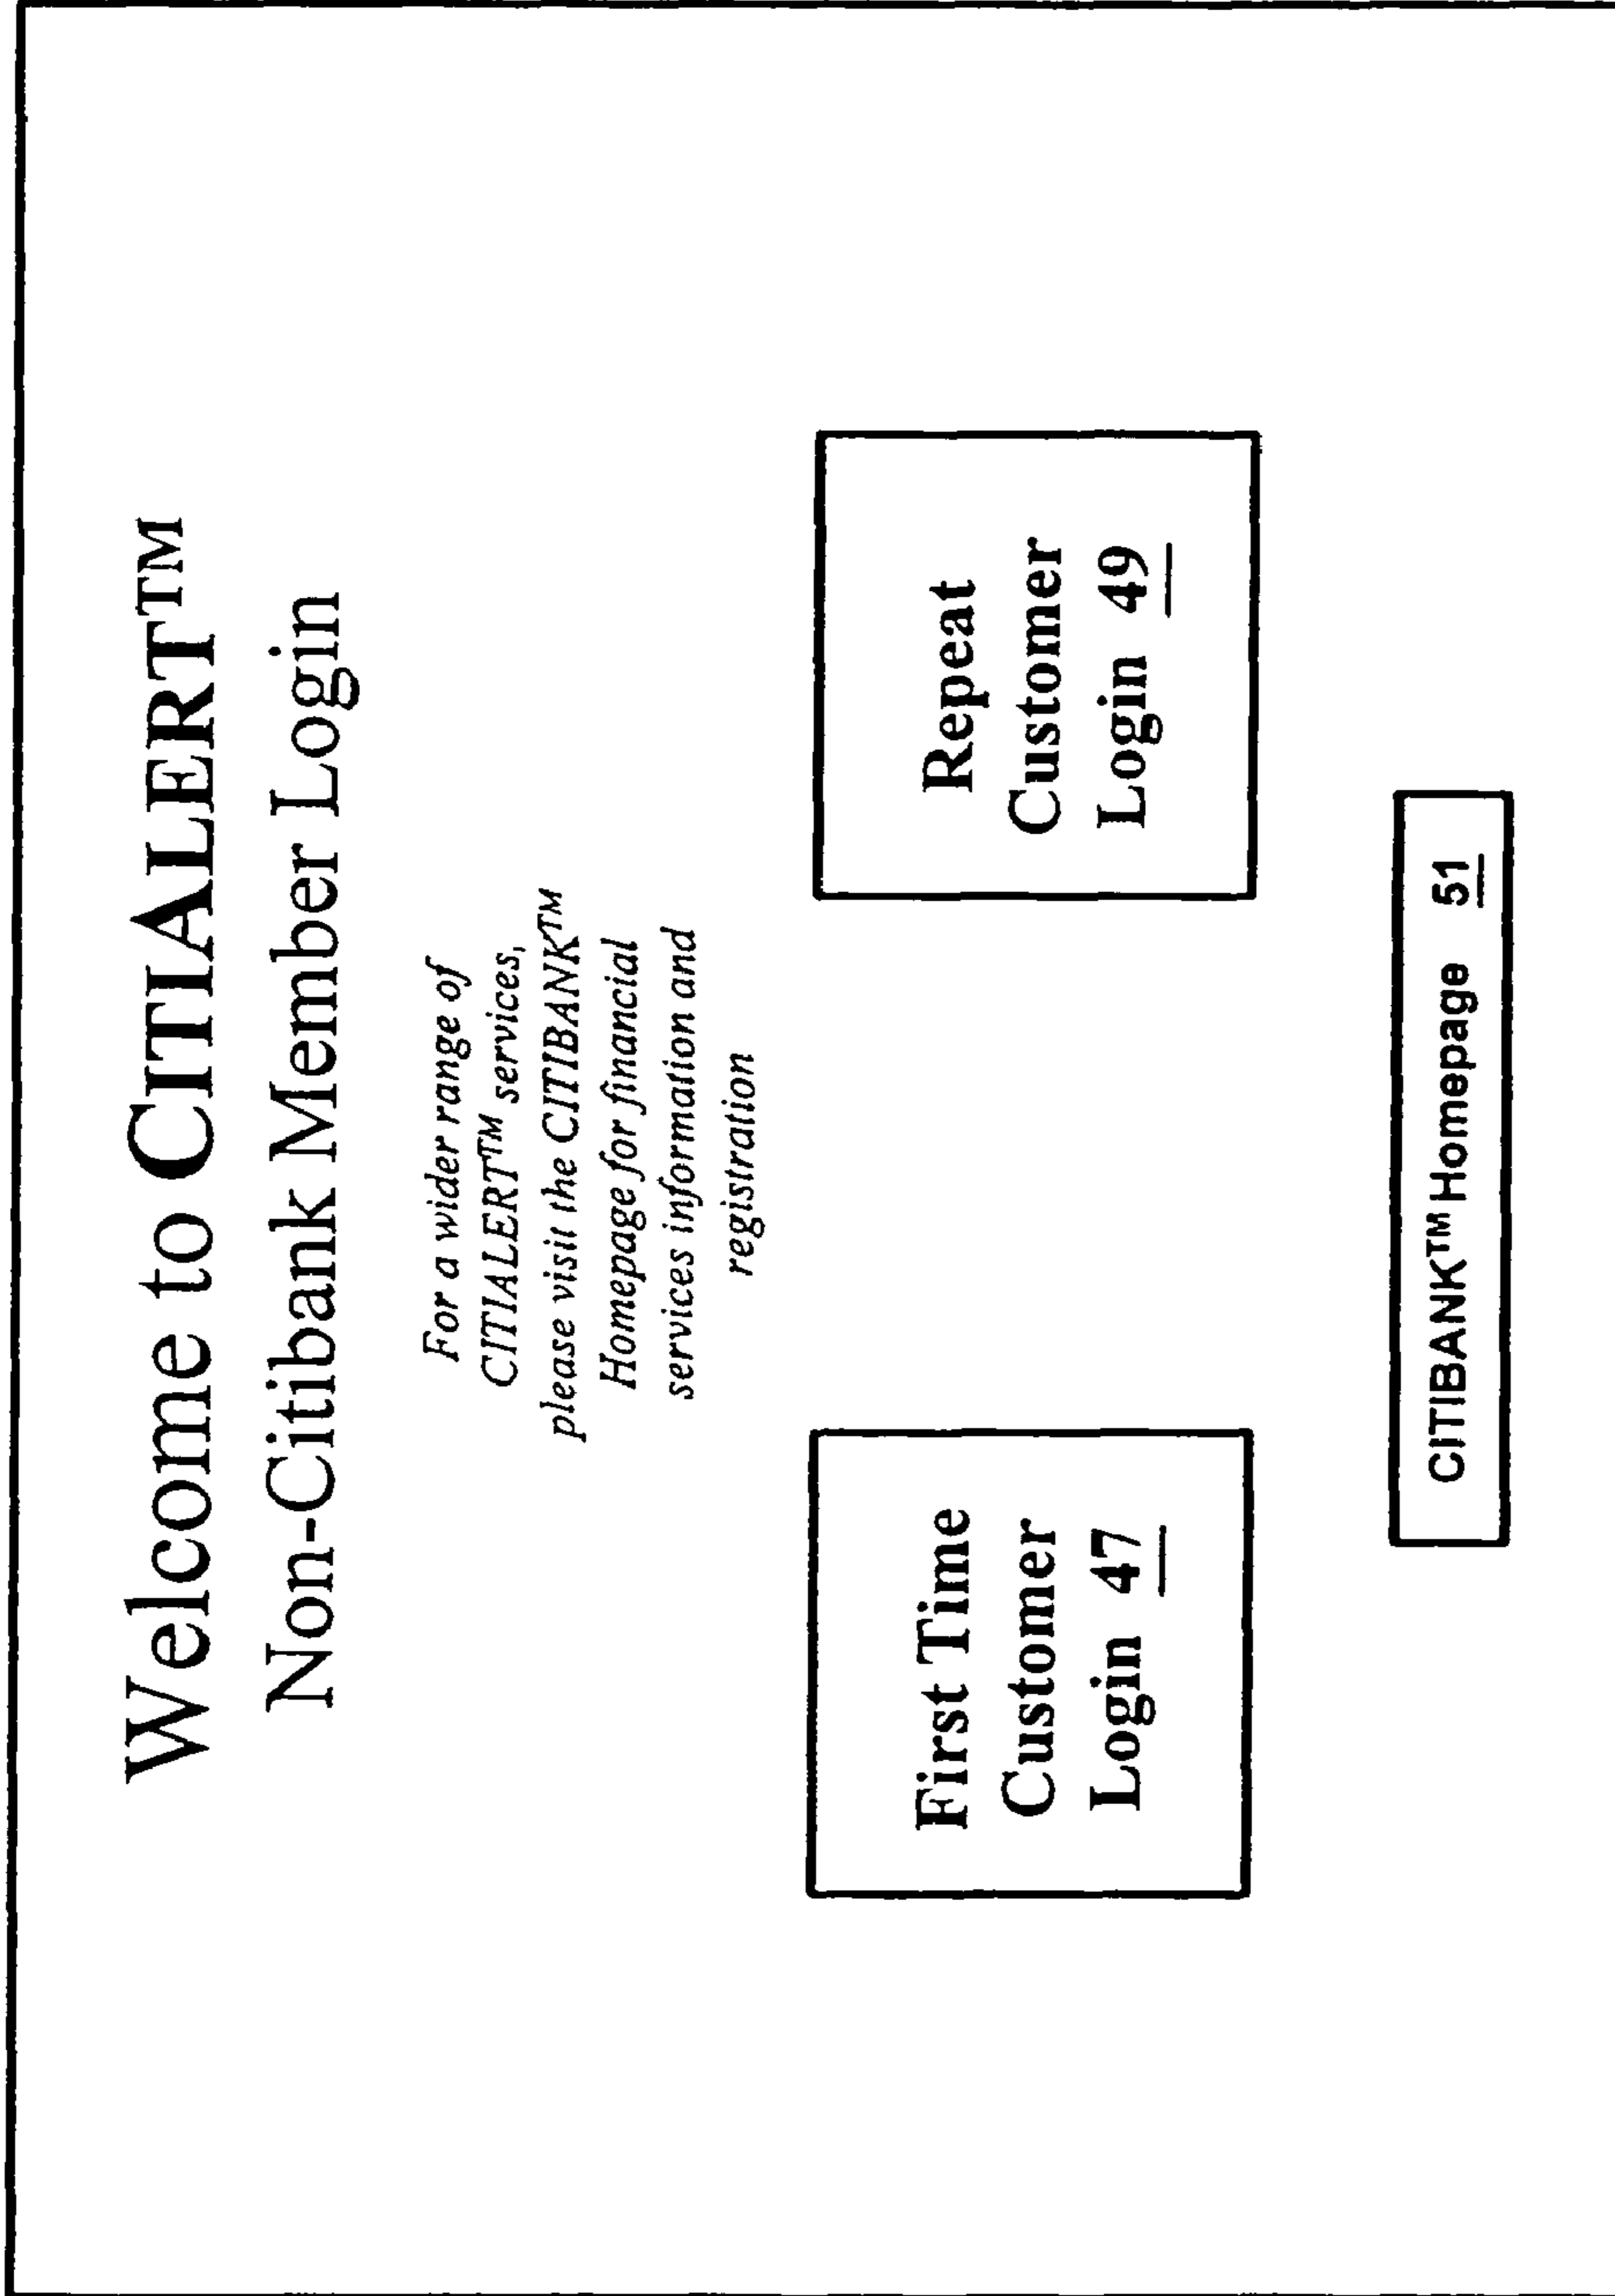 Welcome to CITIALERT™
Non-Citibank Member Login
For a wider range of
CITIALERT™ services,
please visit the CITIBANK™
Homepage for financial
services information and
registration
First Time
Customer
Login 47
Repeat
Customer
Login 49
CITIBANK™ Homepage 51